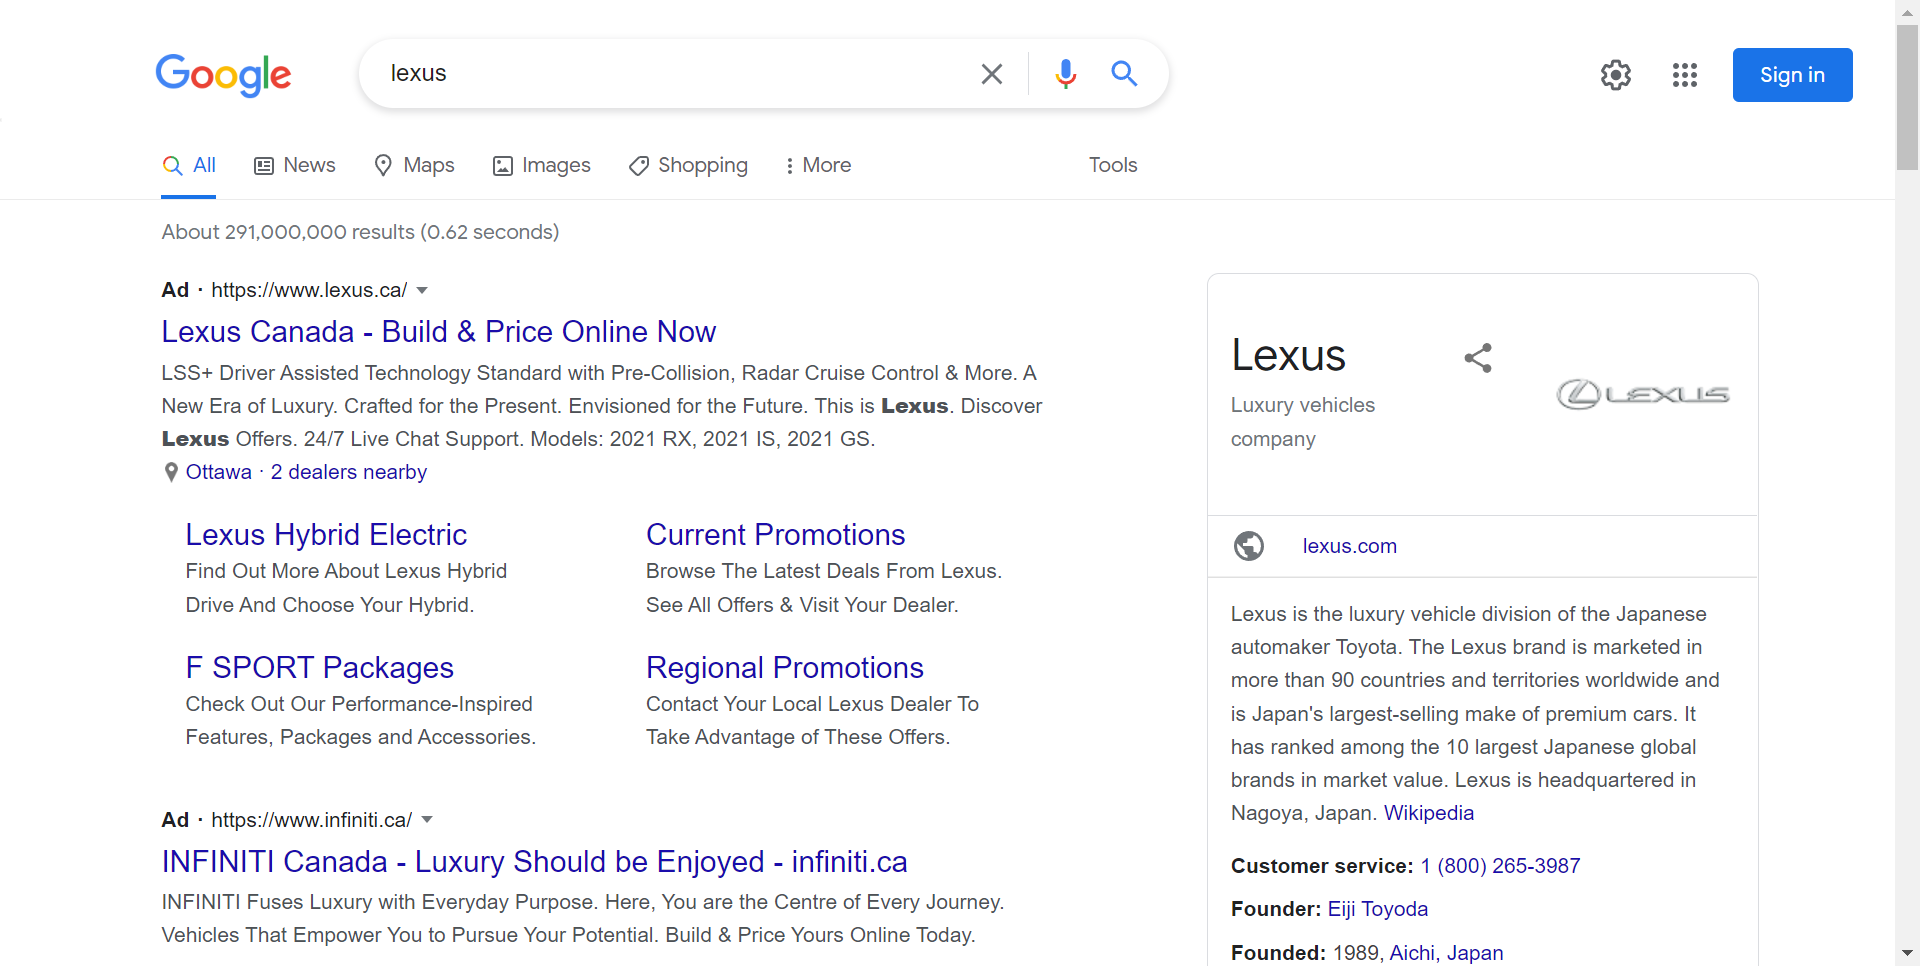 Google
lexus
Sign in
All
News
Maps
Images
Shopping
More
Tools
About 291,000,000 results (0.62 seconds)
Ad · https://www.lexus.ca/
Lexus Canada - Build & Price Online Now
LSS+ Driver Assisted Technology Standard with Pre-Collision, Radar Cruise Control & More. A
New Era of Luxury. Crafted for the Present. Envisioned for the Future. This is Lexus. Discover
Lexus Offers. 24/7 Live Chat Support. Models: 2021 RX, 2021 IS, 2021 GS.
Ottawa · 2 dealers nearby
Lexus Hybrid Electric
Find Out More About Lexus Hybrid
Drive And Choose Your Hybrid.
Current Promotions
Browse The Latest Deals From Lexus.
See All Offers & Visit Your Dealer.
F SPORT Packages
Check Out Our Performance-Inspired
Features, Packages and Accessories.
Regional Promotions
Contact Your Local Lexus Dealer To
Take Advantage of These Offers.
Ad · https://www.infiniti.ca/
INFINITI Canada - Luxury Should be Enjoyed - infiniti.ca
INFINITI Fuses Luxury with Everyday Purpose. Here, You are the Centre of Every Journey.
Vehicles That Empower You to Pursue Your Potential. Build & Price Yours Online Today.
Lexus
Luxury vehicles
company
LEXUS
lexus.com
Lexus is the luxury vehicle division of the Japanese
automaker Toyota. The Lexus brand is marketed in
more than 90 countries and territories worldwide and
is Japan's largest-selling make of premium cars. It
has ranked among the 10 largest Japanese global
brands in market value. Lexus is headquartered in
Nagoya, Japan. Wikipedia
Customer service: 1 (800) 265-3987
Founder: Eiji Toyoda
Founded: 1989, Aichi, Japan